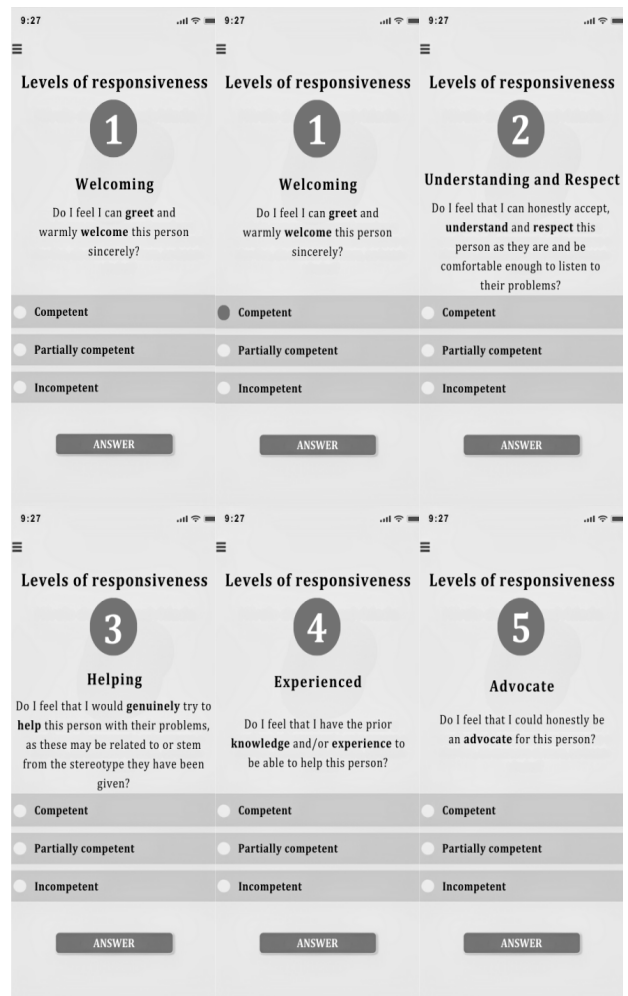 9:27
Levels of responsiveness
1
Welcoming
Do I feel I can greet and
warmly welcome this person
sincerely?
Competent
Partially competent
Incompetent
ANSWER
9:27
Levels of responsiveness
1
Welcoming
Do I feel I can greet and
warmly welcome this person
sincerely?
Competent
Partially competent
Incompetent
ANSWER
9:27
Levels of responsiveness
2
Understanding and Respect
Do I feel that I can honestly accept,
understand and respect this
person as they are and be
comfortable enough to listen to
their problems?
Competent
Partially competent
Incompetent
ANSWER
9:27
Levels of responsiveness
3
Helping
Do I feel that I would genuinely try to
help this person with their problems,
as these may be related to or stem
from the stereotype they have been
given?
Competent
Partially competent
Incompetent
ANSWER
9:27
Levels of responsiveness
4
Experienced
Do I feel that I have the prior
knowledge and/or experience to
be able to help this person?
Competent
Partially competent
Incompetent
ANSWER
9:27
Levels of responsiveness
5
Advocate
Do I feel that I could honestly be
an advocate for this person?
Competent
Partially competent
Incompetent
ANSWER